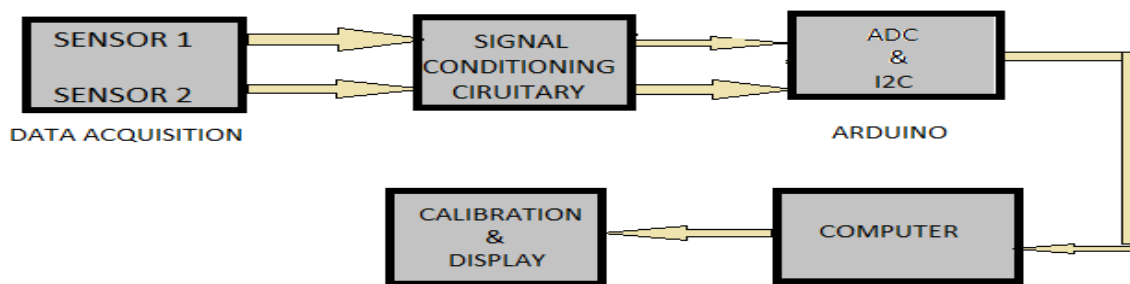 SENSOR 1
SENSOR 2
DATA ACQUISITION
SIGNAL
CONDITIONING
CIRUITARY
ADC
&
I2C
ARDUINO
COMPUTER
CALIBRATION
&
DISPLAY